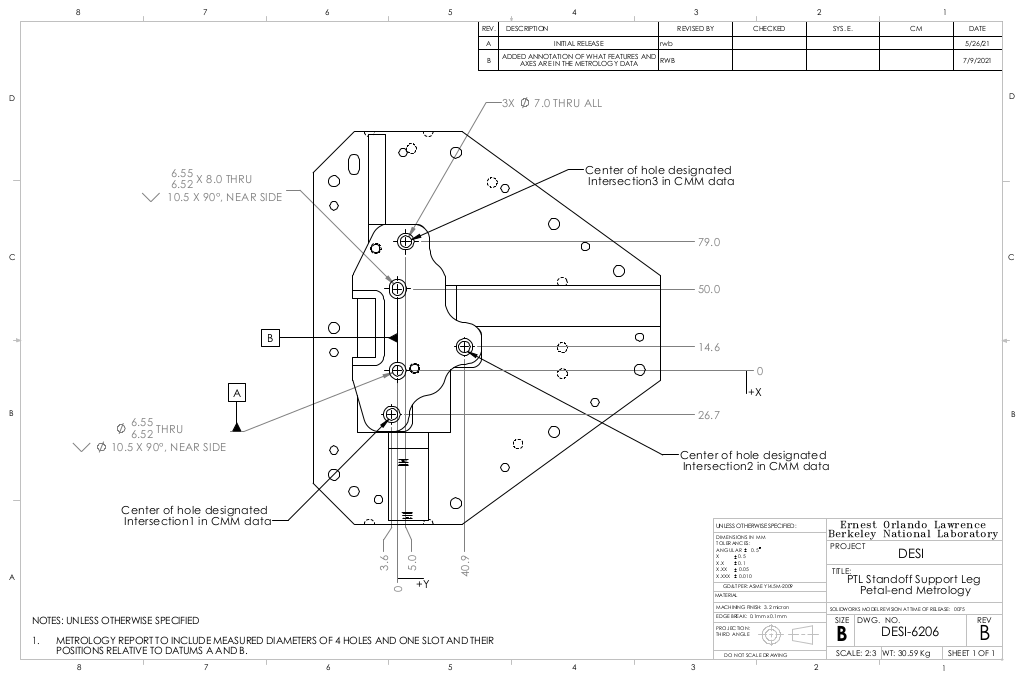 8 7 6 5 4 3 2 1
REV. DESCRIPTION REVISED BY CHECKED SYS. E. CM DATE
A INITIAL RELEASE rwb 5/26/21
B ADDED ANNOTATION OF WHAT FEATURES AND AXES ARE IN THE METROLOGY DATA RWB 7/9/2021
D D
3X Ø 7.0 THRU ALL
6.55
6.52 X 8.0 THRU
10.5 X 90°, NEAR SIDE
Center of hole designated
Intersection3 in CMM data
79.0
C C
50.0
B
14.6
0
+X
A
B B
26.7
Ø 6.55
6.52 THRU
Ø 10.5 X 90°, NEAR SIDE
Center of hole designated
Intersection2 in CMM data
Center of hole designated
Intersection1 in CMM data
3.6
0
5.0
+Y
40.9
A A
UNLESS OTHERWISE SPECIFIED:
DIMENSIONS IN MM
TOLERANCES:
ANGULAR ± 0.5°
X ±0.5
X.X ±0.1
X.XX ± 0.05
X.XXX ± 0.010
GD&T PER: ASME Y14.5M-2009
MATERIAL
MACHINING FINISH: 3.2 micron
EDGE BREAK: 0.1mm x0.1mm
PROJECTION:
THIRD ANGLE
DO NOT SCALE DRAWING
Ernest Orlando Lawrence
Berkeley National Laboratory
PROJECT
DESI
TITLE:
PTL Standoff Support Leg
Petal-end Metrology
SOLIDWORKS MODEL REVISION AT TIME OF RELEASE:
SIZE DWG. NO. REV
B DESI-6206 B
SCALE: 2:3 WT: 30.59 Kg SHEET 1 OF 1
NOTES: UNLESS OTHERWISE SPECIFIED
1. METROLOGY REPORT TO INCLUDE MEASURED DIAMETERS OF 4 HOLES AND ONE SLOT AND THEIR
POSITIONS RELATIVE TO DATUMS A AND B.
8 7 6 5 4 3 2 1